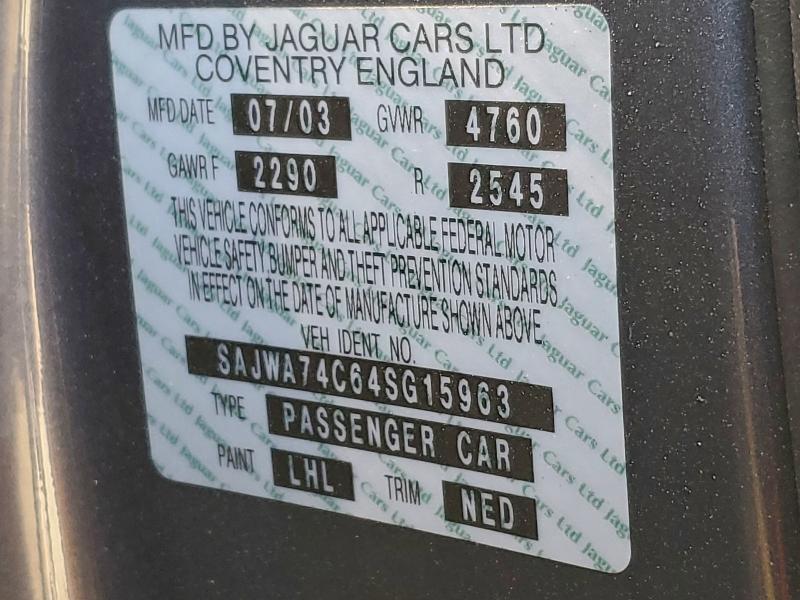 MFD BY JAGUAR CARS LTD
COVENTRY ENGLAND
MFD DATE 07/03 GVWR 4760
GAWR F 2290 R 2545
THIS VEHICLE CONFORMS TO ALL APPLICABLE FEDERAL MOTOR
VEHICLE SAFETY BUMPER AND THEFT PREVENTION STANDARDS
IN EFFECT ON THE DATE OF MANUFACTURE SHOWN ABOVE.
VEH IDENT NO.
SAJWA74C64SG15963
TYPE PASSENGER CAR
PAINT LHL TRIM NED